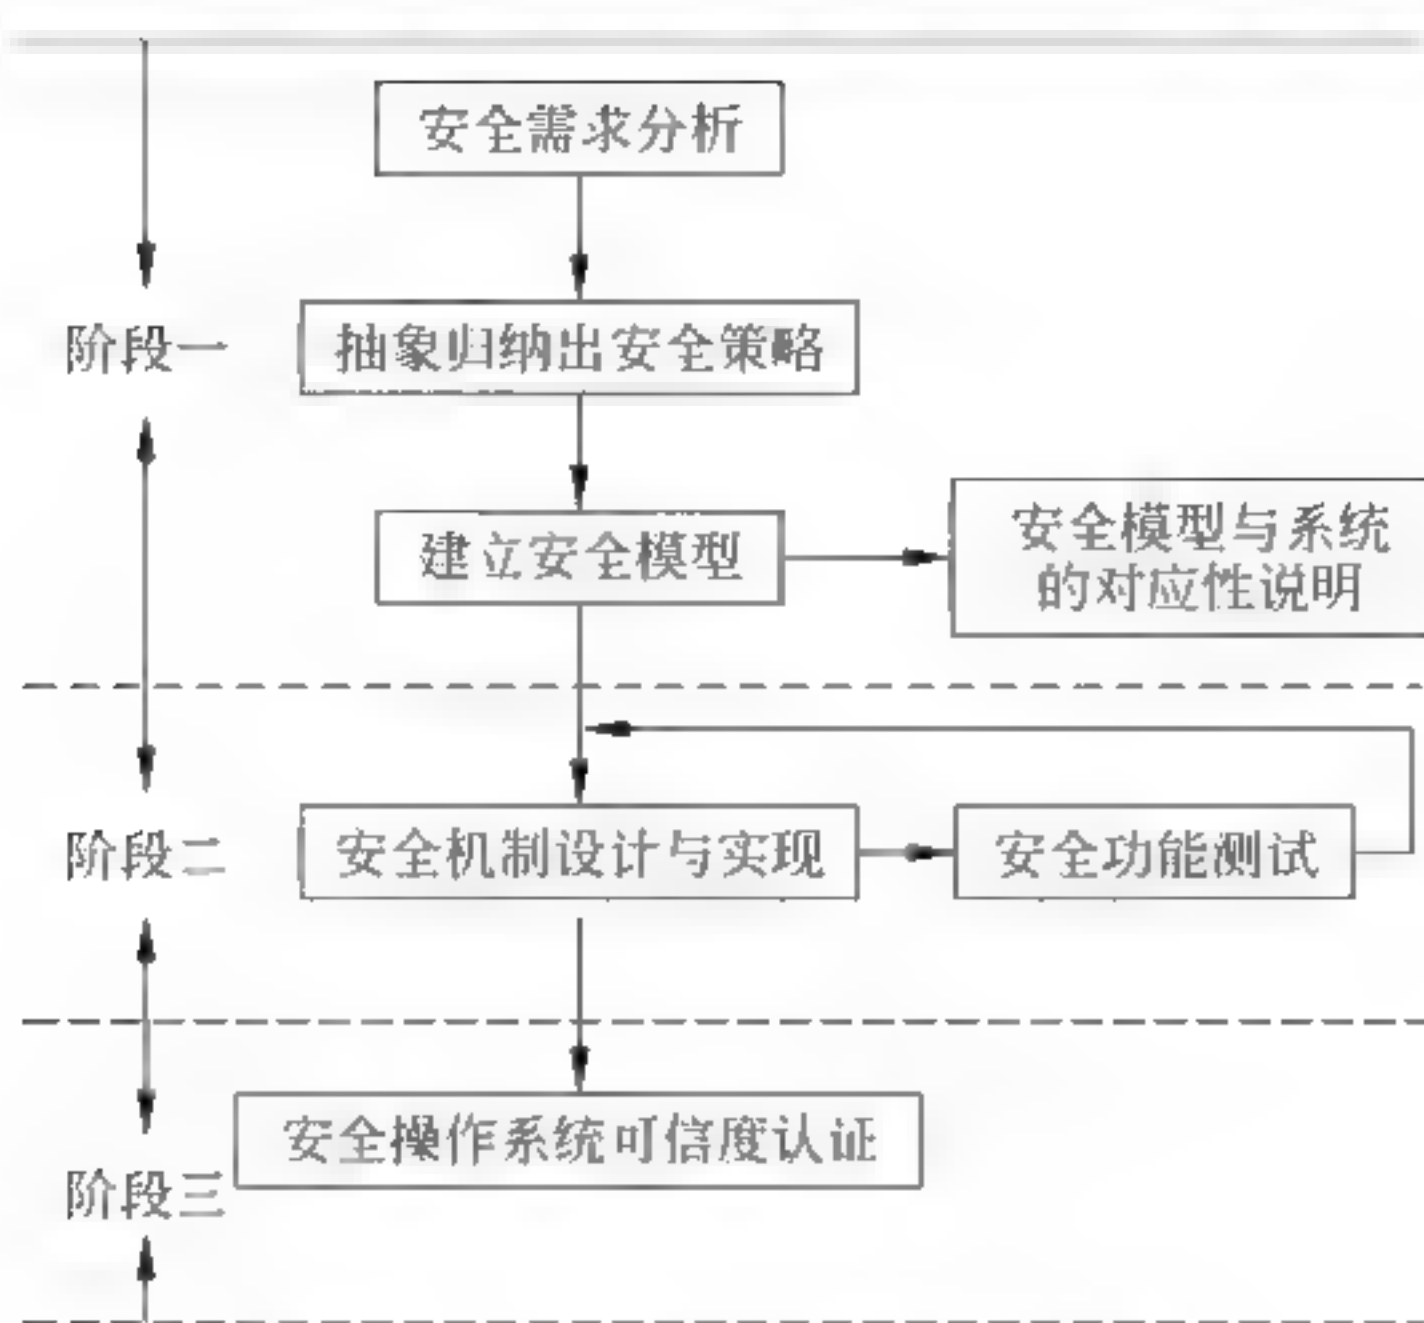 安全需求分析
阶段一
抽象归纳出安全策略
建立安全模型
安全模型与系统
的对应性说明
阶段二
安全机制设计与实现
安全功能测试
安全操作系统可信度认证
阶段三